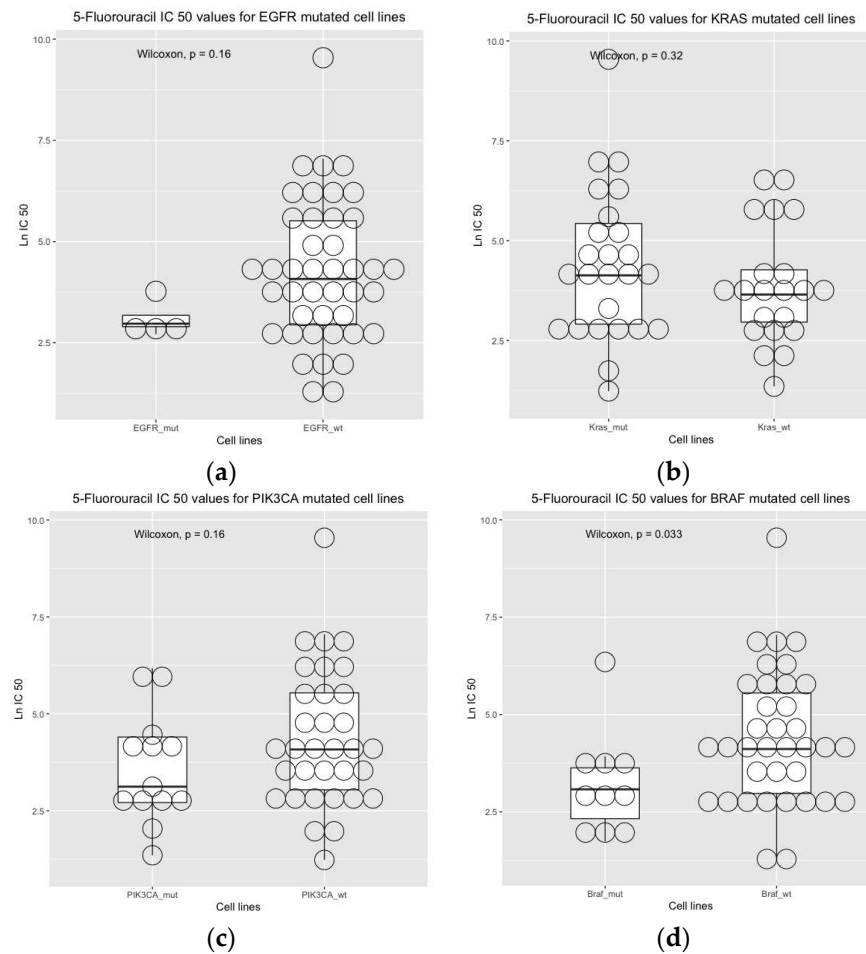 5-Fluorouracil IC 50 values for EGFR mutated cell lines
Wilcoxon, p = 0.16
10.0
7.5
5.0
2.5
Ln IC 50
EGFR_mut
EGFR_wt
Cell lines
(a)
5-Fluorouracil IC 50 values for KRAS mutated cell lines
Wilcoxon, p = 0.32
10.0
7.5
5.0
2.5
Ln IC 50
Kras_mut
Kras_wt
Cell lines
(b)
5-Fluorouracil IC 50 values for PIK3CA mutated cell lines
Wilcoxon, p = 0.16
10.0
7.5
5.0
2.5
Ln IC 50
PIK3CA_mut
PIK3CA_wt
Cell lines
(c)
5-Fluorouracil IC 50 values for BRAF mutated cell lines
Wilcoxon, p = 0.033
10.0
7.5
5.0
2.5
Ln IC 50
Braf_mut
Braf_wt
Cell lines
(d)